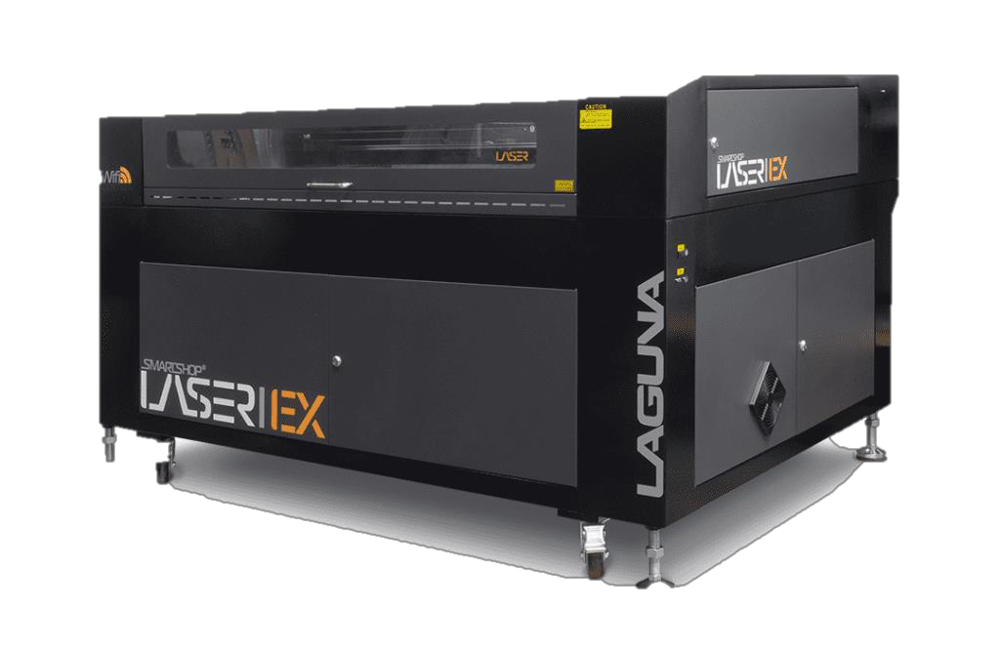 CAUTION
LASER
Wifi
SMARTSHOP
LASER|EX
SMARTSHOP®
LASER|EX
LAGUNA